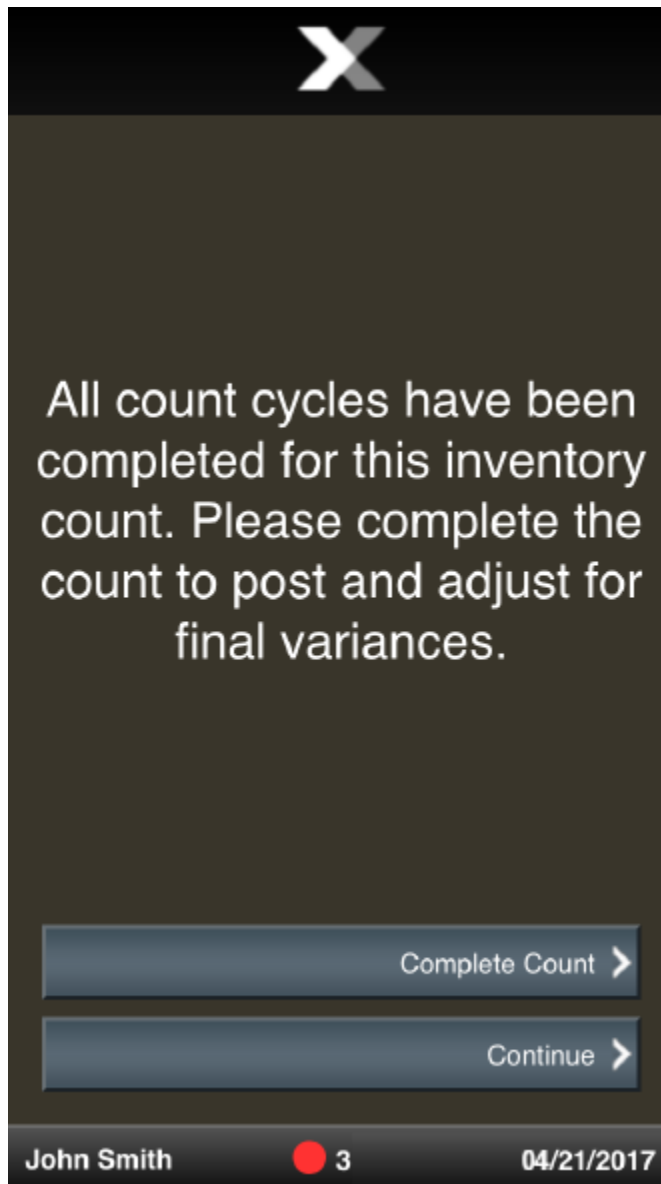 All count cycles have been
completed for this inventory
count. Please complete the
count to post and adjust for
final variances.
Complete Count
Continue
John Smith 3 04/21/2017